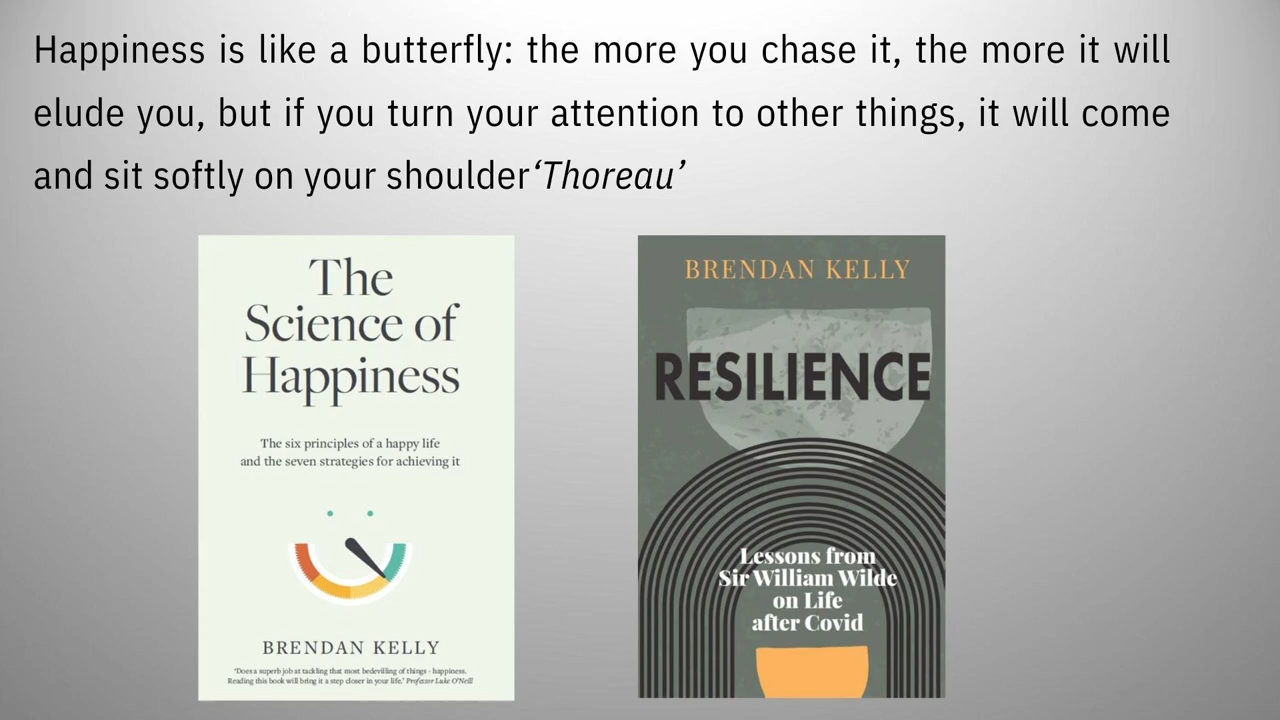 Happiness is like a butterfly: the more you chase it, the more it will
elude you, but if you turn your attention to other things, it will come
and sit softly on your shoulder‘Thoreau’
The
Science of
Happiness
The six principles of a happy life
and the seven strategies for achieving it
BRENDAN KELLY
'Does a superb job at tackling that most bedevilling of things - happiness.
Reading this book will bring it a step closer in your life.' Professor Luke O'Neill
BRENDAN KELLY
RESILIENCE
Lessons from
Sir William Wilde
on Life
after Covid